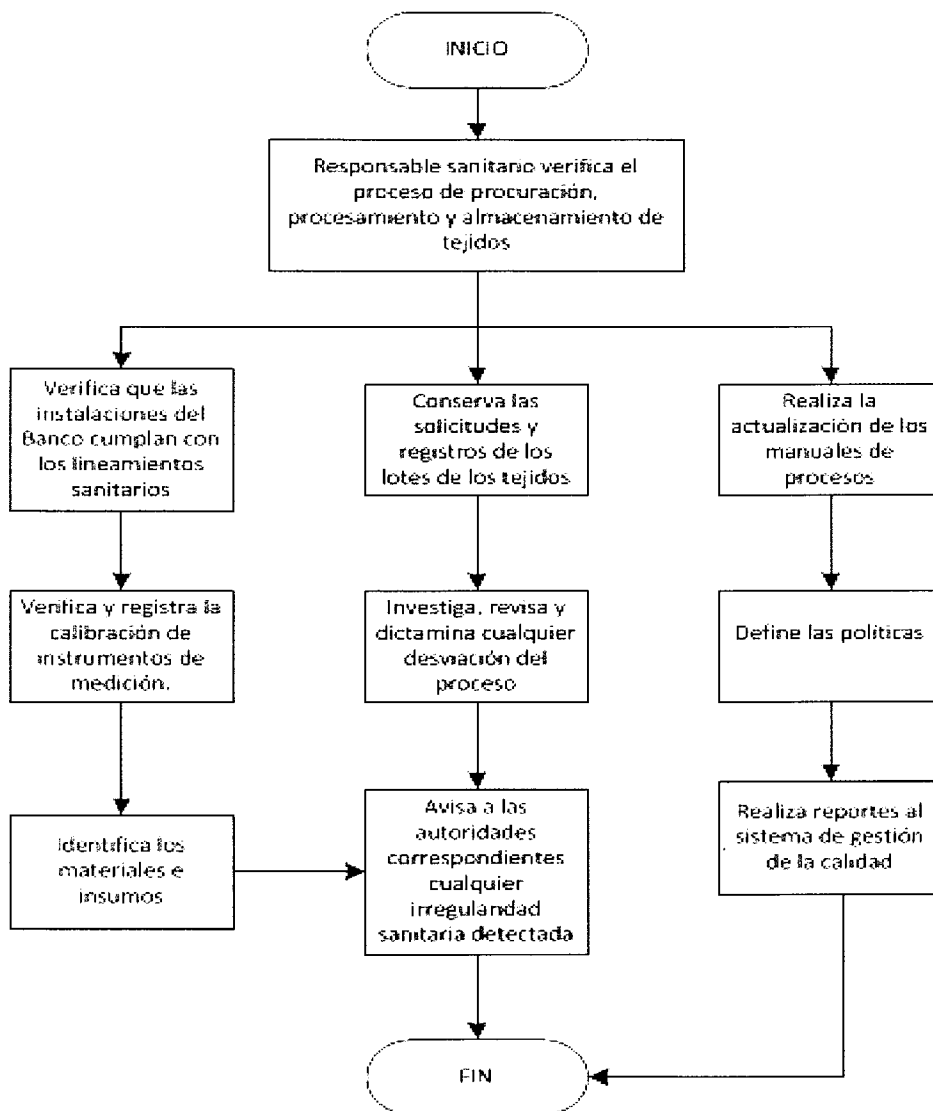 INICIO
Responsable sanitario verifica el
proceso de procuración,
procesamiento y almacenamiento de
tejidos
Verifica que las
instalaciones del
Banco cumplan con
los lineamientos
sanitarios
Conserva las
solicitudes y
registros de los
lotes de los tejidos
Realiza la
actualización de los
manuales de
procesos
Verifica y registra la
calibración de
instrumentos de
medición.
Investiga, revisa y
dictamina cualquier
desviación del
proceso
Define las políticas
Identifica los
materiales e
insumos
Avisa a las
autoridades
correspondientes
cualquier
irregularidad
sanitaria detectada
Realiza reportes al
sistema de gestión
de la calidad
FIN